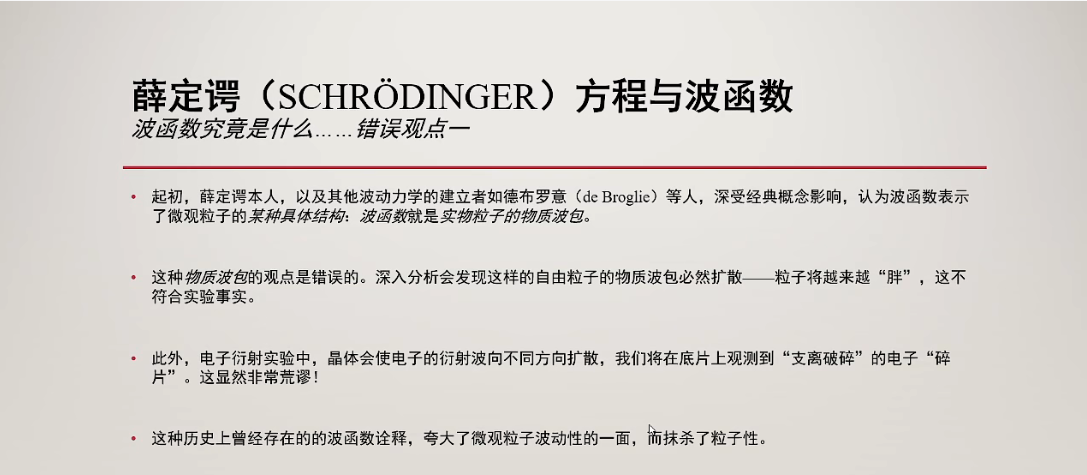 薛定谔（SCHRÖDINGER）方程与波函数
波函数究竟是什么……错误观点一
• 起初，薛定谔本人，以及其他波动力学的建立者如德布罗意（de Broglie）等人，深受经典概念影响，认为波函数表示
了微观粒子的某种具体结构：波函数就是实物粒子的物质波包。
• 这种物质波包的观点是错误的。深入分析会发现这样的自由粒子的物质波包必然扩散——粒子将越来越“胖”，这不
符合实验事实。
• 此外，电子衍射实验中，晶体会使电子的衍射波向不同方向扩散，我们将在底片上观测到“支离破碎”的电子“碎
片”。这显然非常荒谬！
• 这种历史上曾经存在的的波函数诠释，夸大了微观粒子波动性的一面，而抹杀了粒子性。